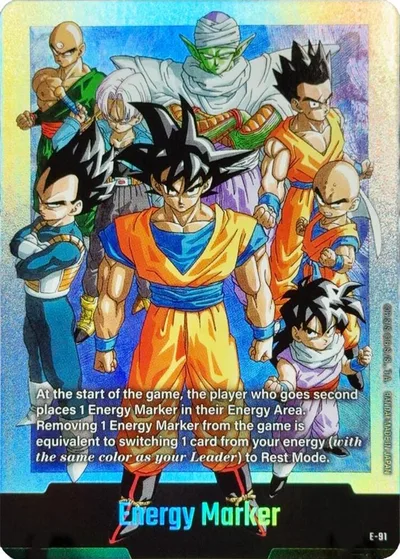 At the start of the game, the player who goes second
places 1 Energy Marker in their Energy Area.
Removing 1 Energy Marker from the game is
equivalent to switching 1 card from your energy (with
the same color as your Leader) to Rest Mode.
Energy Marker
E-91